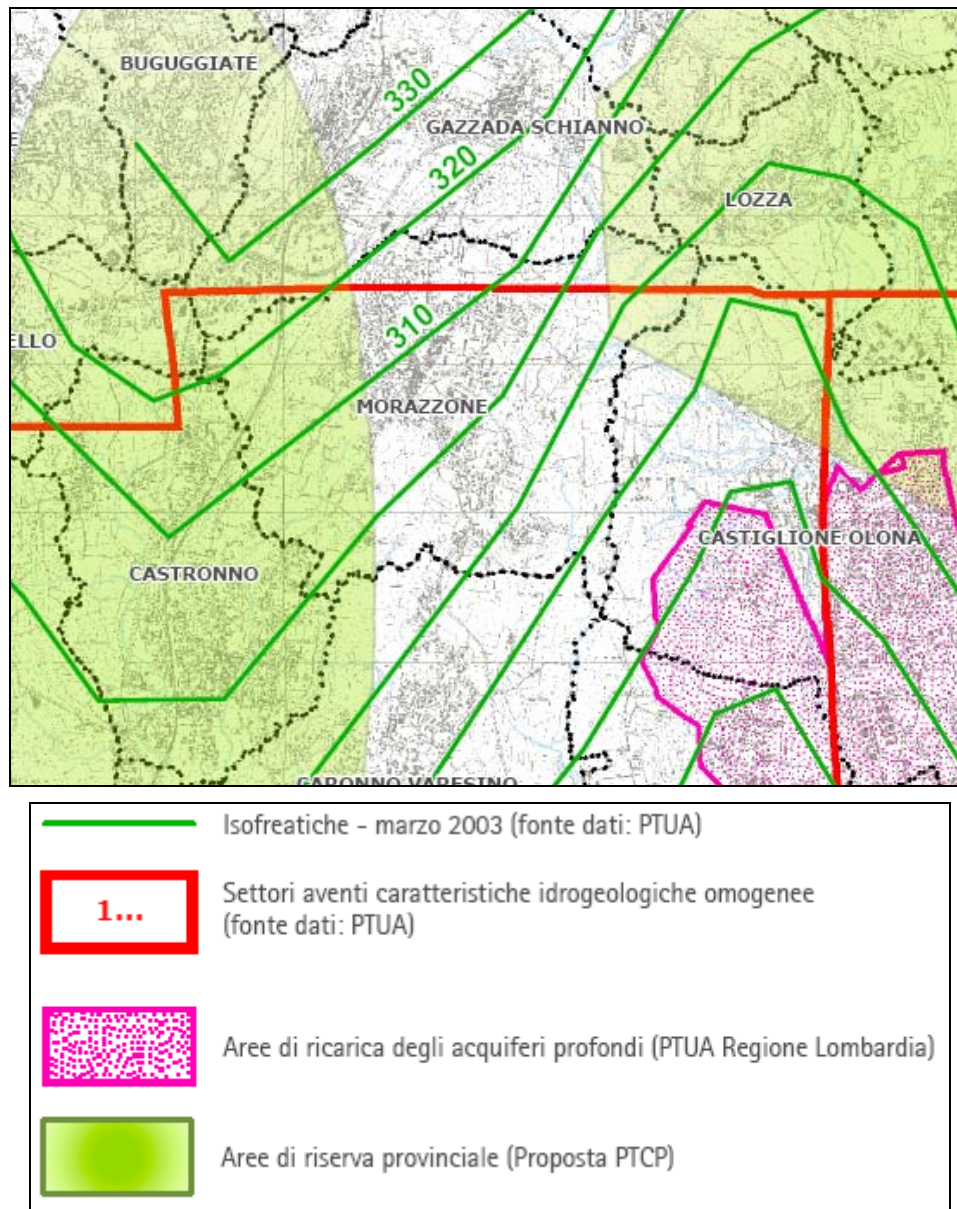 BUGUGGIATE
330
GAZZADA SCHIANNO
E
320
LOZZA
310
ELLO
MORAZZONE
CASTIGLIONE OLONA
CASTRONNO
CARONNO VARESINO
Isofreatiche - marzo 2003 (fonte dati: PTUA)
1...
Settori aventi caratteristiche idrogeologiche omogenee
(fonte dati: PTUA)
Aree di ricarica degli acquiferi profondi (PTUA Regione Lombardia)
Aree di riserva provinciale (Proposta PTCP)